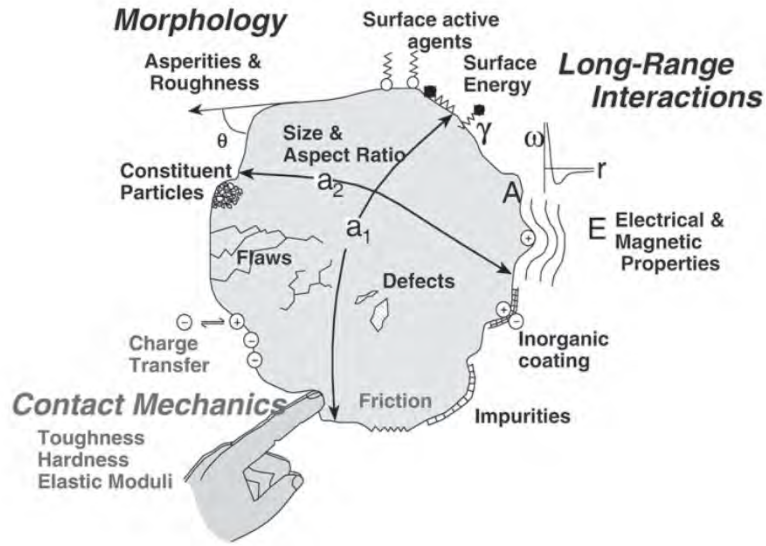 Morphology
Surface active
agents
Asperities &
Roughness
Surface
Energy
Long-Range
Interactions
θ
Size &
Aspect Ratio
γ
ω
r
Constituent
Particles
a2
A
a1
E
Electrical &
Magnetic
Properties
+
Flaws
Defects
- ⇌ +
-
-
+
-
Charge
Transfer
Inorganic
coating
Contact Mechanics
Friction
Impurities
Toughness
Hardness
Elastic Moduli